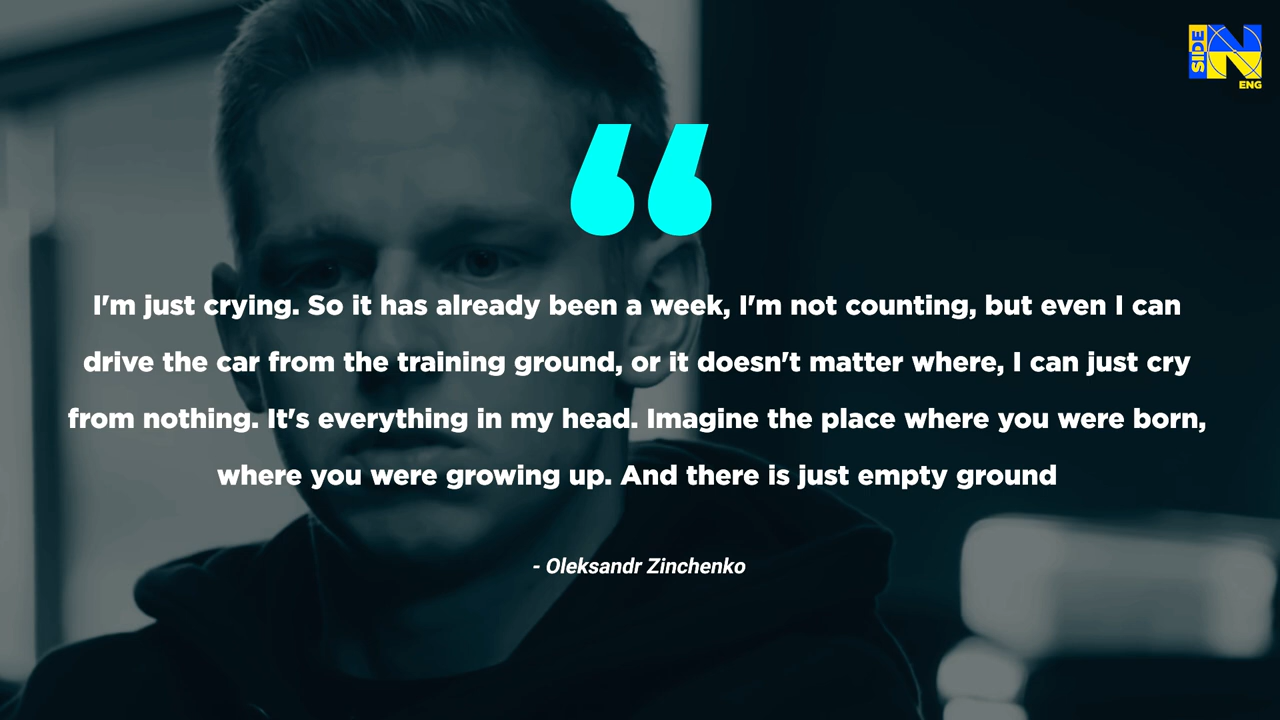 SIDE
N
ENG
I'm just crying. So it has already been a week, I'm not counting, but even I can
drive the car from the training ground, or it doesn't matter where, I can just cry
from nothing. It's everything in my head. Imagine the place where you were born,
where you were growing up. And there is just empty ground
- Oleksandr Zinchenko